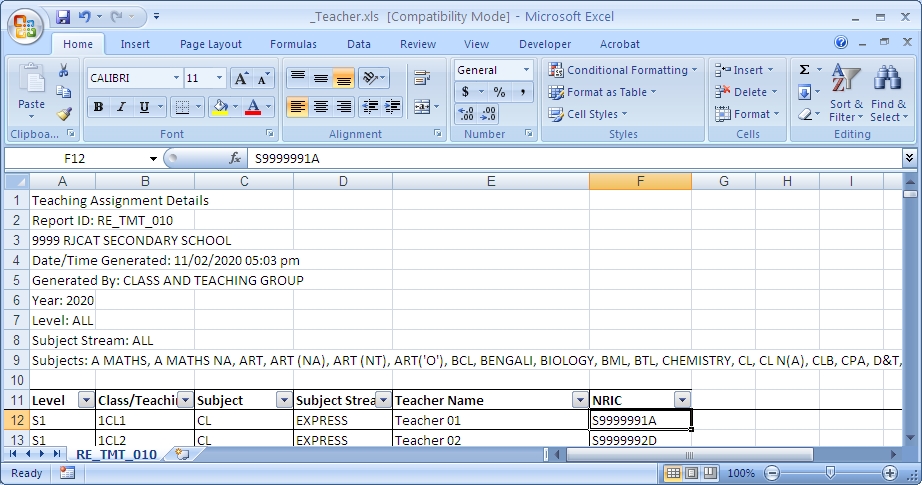 _Teacher.xls [Compatibility Mode] - Microsoft Excel
Home Insert Page Layout Formulas Data Review View Developer Acrobat
Paste
Clipboa...
CALIBRI 11
B I U
A A
A
Font
Alignment
General
$ % ,
.0 .00 .00 .0
Number
Conditional Formatting
Format as Table
Cell Styles
Styles
Insert
Delete
Format
Cells
Σ
A Z
Sort & Filter
Find & Select
Editing
F12 fx S9999991A
A B C D E F G H I
1 Teaching Assignment Details
2 Report ID: RE_TMT_010
3 9999 RJCAT SECONDARY SCHOOL
4 Date/Time Generated: 11/02/2020 05:03 pm
5 Generated By: CLASS AND TEACHING GROUP
6 Year: 2020
7 Level: ALL
8 Subject Stream: ALL
9 Subjects: A MATHS, A MATHS NA, ART, ART (NA), ART (NT), ART('O'), BCL, BENGALI, BIOLOGY, BML, BTL, CHEMISTRY, CL, CL N(A), CLB, CPA, D&T,
10
11 Level Class/Teachi Subject Subject Strea Teacher Name NRIC
12 S1 1CL1 CL EXPRESS Teacher 01 S9999991A
13 S1 1CL2 CL EXPRESS Teacher 02 S9999992D
RE_TMT_010
Ready 100%